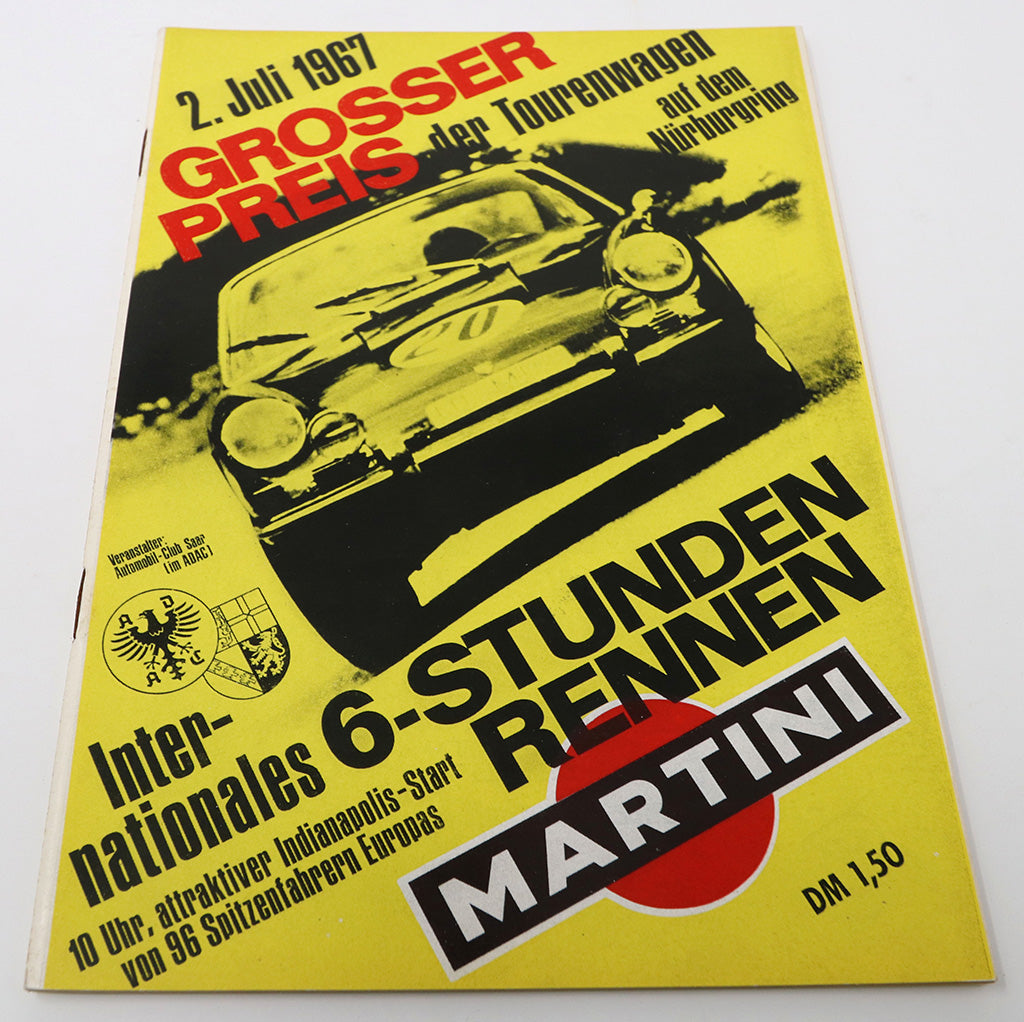 2. Juli 1967
GROSSER
PREIS der Tourenwagen
auf dem
Nürburgring
20
Veranstalter:
Automobil-Club Saar
(im ADAC)
A D
A C
Inter-
nationales 6-STUNDEN
RENNEN
10 Uhr, attraktiver Indianapolis-Start
von 96 Spitzenfahrern Europas
MARTINI
DM 1,50